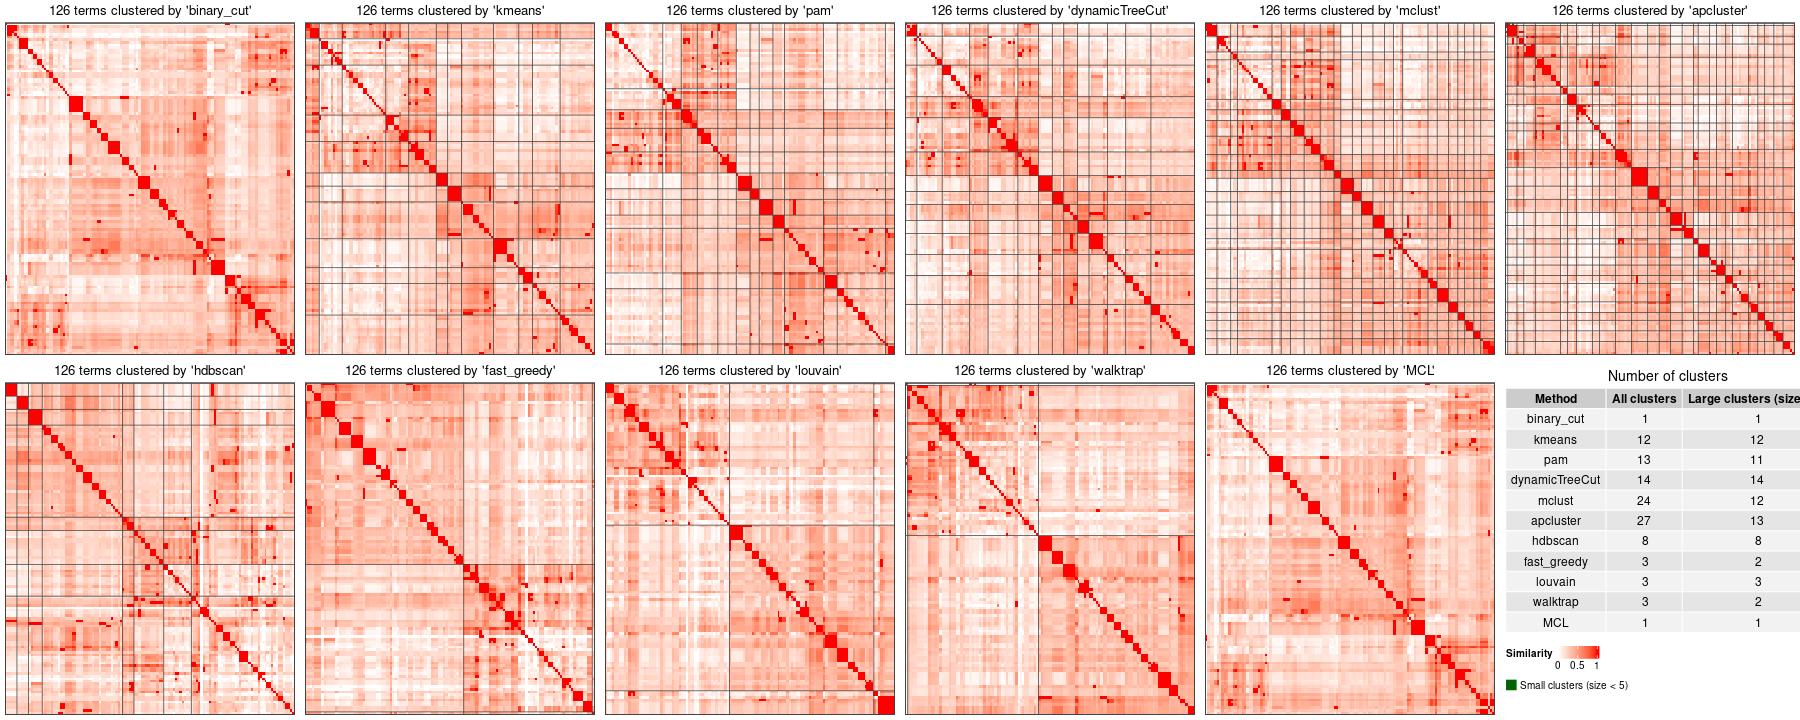 126 terms clustered by 'binary_cut'
126 terms clustered by 'kmeans'
126 terms clustered by 'pam'
126 terms clustered by 'dynamicTreeCut'
126 terms clustered by 'mclust'
126 terms clustered by 'apcluster'
126 terms clustered by 'hdbscan'
126 terms clustered by 'fast_greedy'
126 terms clustered by 'louvain'
126 terms clustered by 'walktrap'
126 terms clustered by 'MCL'
Number of clusters
Method All clusters Large clusters (size
binary_cut 1 1
kmeans 12 12
pam 13 11
dynamicTreeCut 14 14
mclust 24 12
apcluster 27 13
hdbscan 8 8
fast_greedy 3 2
louvain 3 3
walktrap 3 2
MCL 1 1
Similarity
0 0.5 1
Small clusters (size < 5)